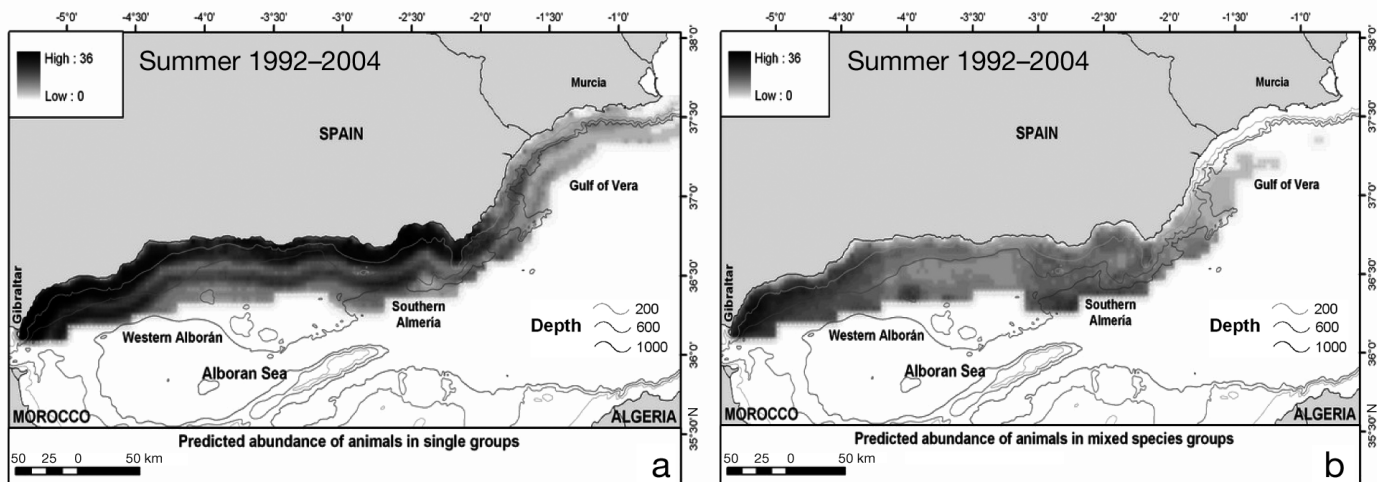 -5'0" -4'30" -4'0" -3'30" -3'0" -2'30" -2'0" -1'30" -1'0"
High : 36
Low : 0
Summer 1992–2004
Murcia
SPAIN
Gulf of Vera
Gibraltar
Southern
Almería
Western Alborán
Depth
200
600
1000
Alboran Sea
MOROCCO
ALGERIA
38°0'
37°30'
37°0'
36°30'
36°0'
35°30' N
Predicted abundance of animals in single groups
50 25 0 50 km
a
-5'0" -4'30" -4'0" -3'30" -3'0" -2'30" -2'0" -1'30" -1'0"
High : 36
Low : 0
Summer 1992–2004
Murcia
SPAIN
Gulf of Vera
Gibraltar
Southern
Almería
Western Alborán
Depth
200
600
1000
Alboran Sea
MOROCCO
ALGERIA
38°0'
37°30'
37°0'
36°30'
36°0'
35°30' N
Predicted abundance of animals in mixed species groups
50 25 0 50 km
b